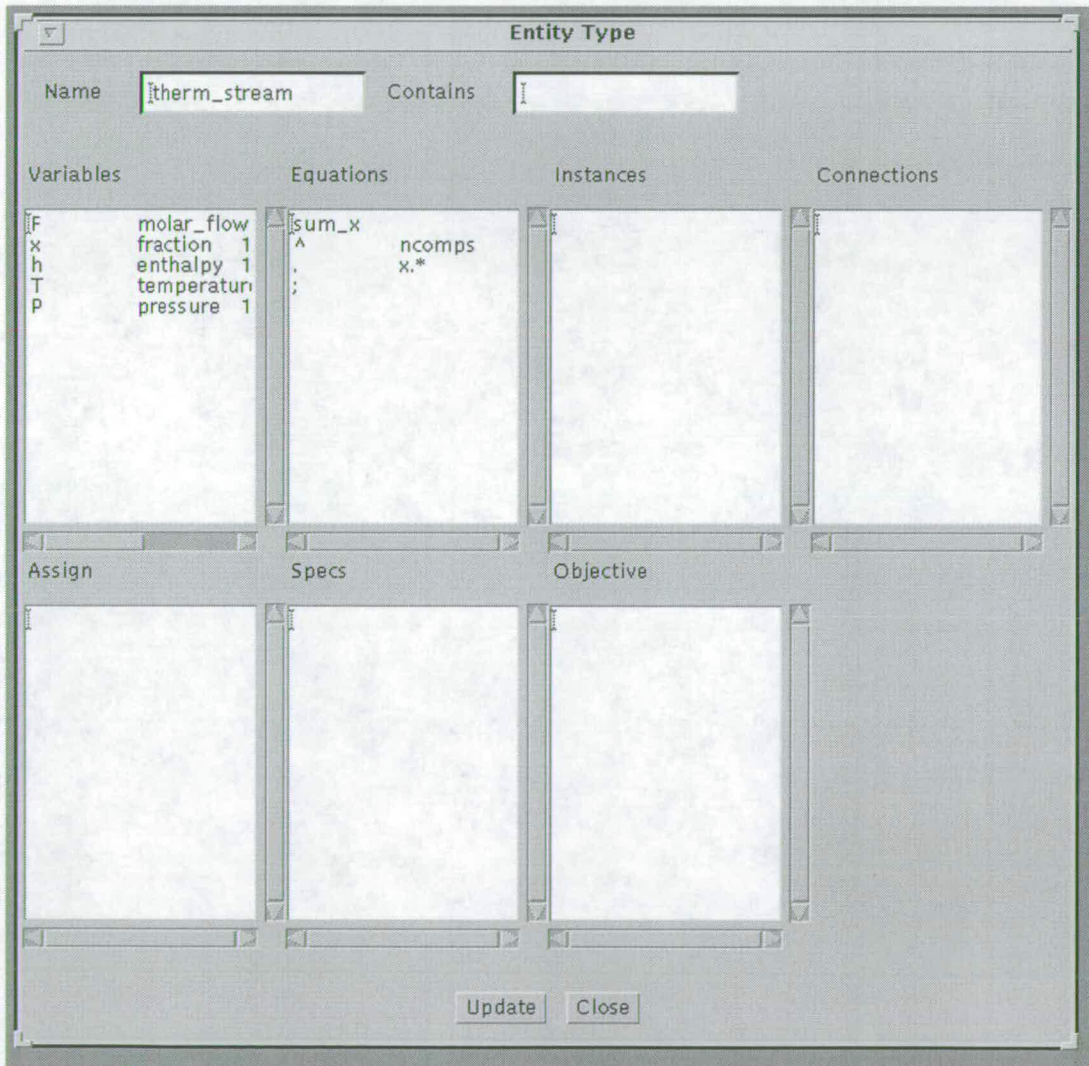 Entity Type
Name therm_stream Contains
Variables Equations Instances Connections
F molar_flow
x fraction 1
h enthalpy 1
T temperatur
P pressure 1
sum_x
^ ncomps
. x.*
;
Assign Specs Objective
Update Close